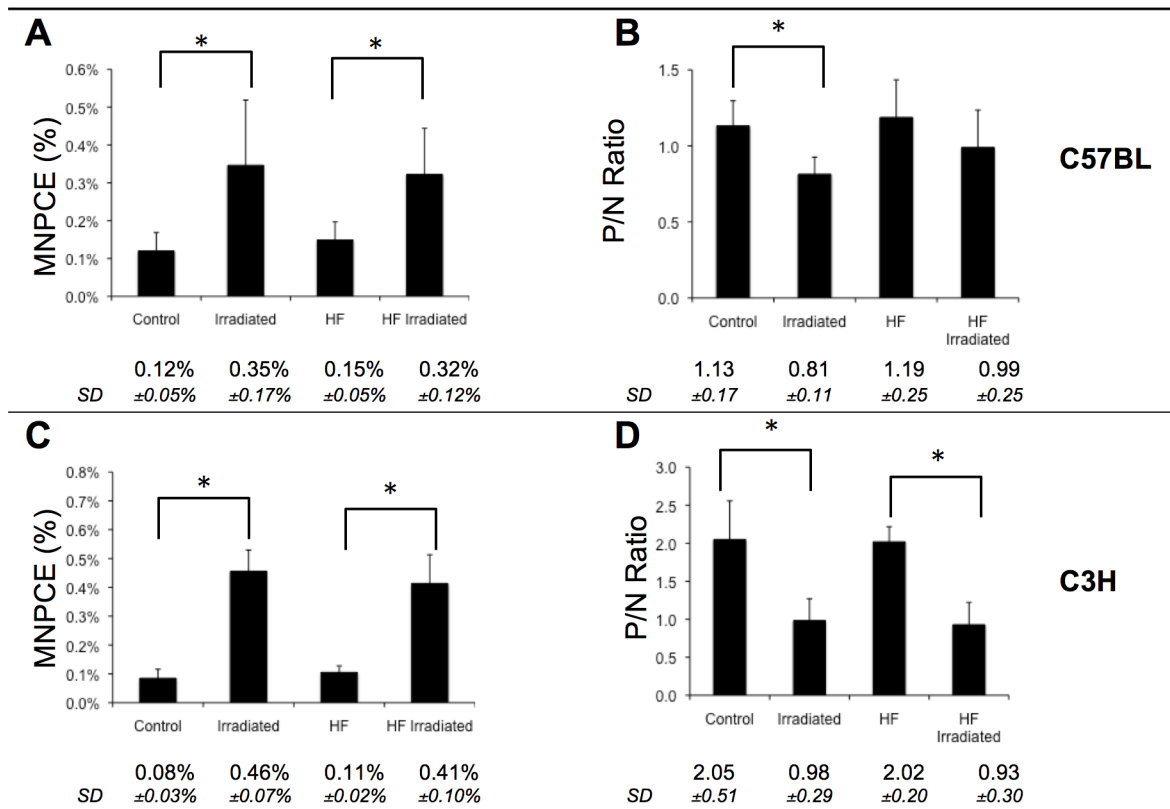 A
*
*
0.6%
0.5%
0.4%
0.3%
0.2%
0.1%
0.0%
MNPCE (%)
Control Irradiated HF HF Irradiated
0.12% 0.35% 0.15% 0.32%
SD ±0.05% ±0.17% ±0.05% ±0.12%
B
*
1.5
1.0
0.5
0.0
P/N Ratio
Control Irradiated HF HF
Irradiated
1.13 0.81 1.19 0.99
SD ±0.17 ±0.11 ±0.25 ±0.25
C57BL
C
*
*
0.8%
0.7%
0.6%
0.5%
0.4%
0.3%
0.2%
0.1%
0.0%
MNPCE (%)
Control Irradiated HF HF Irradiated
0.08% 0.46% 0.11% 0.41%
SD ±0.03% ±0.07% ±0.02% ±0.10%
D
*
*
3.0
2.5
2.0
1.5
1.0
0.5
0.0
P/N Ratio
Control Irradiated HF HF
Irradiated
2.05 0.98 2.02 0.93
SD ±0.51 ±0.29 ±0.20 ±0.30
C3H